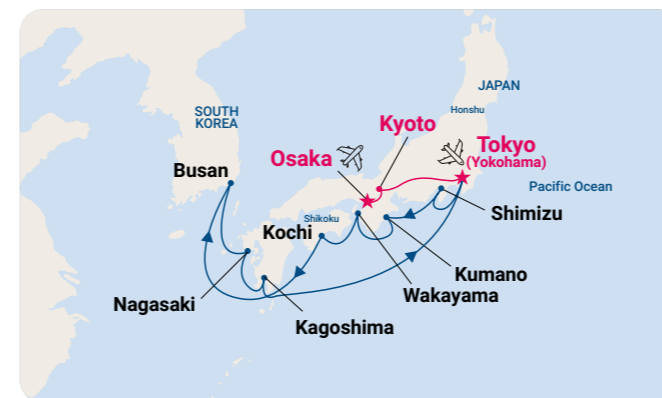 JAPAN
Honshu
SOUTH
KOREA
Kyoto
Tokyo
(Yokohama)
Osaka
Busan
Pacific Ocean
Shimizu
Shikoku
Kochi
Kumano
Wakayama
Nagasaki
Kagoshima